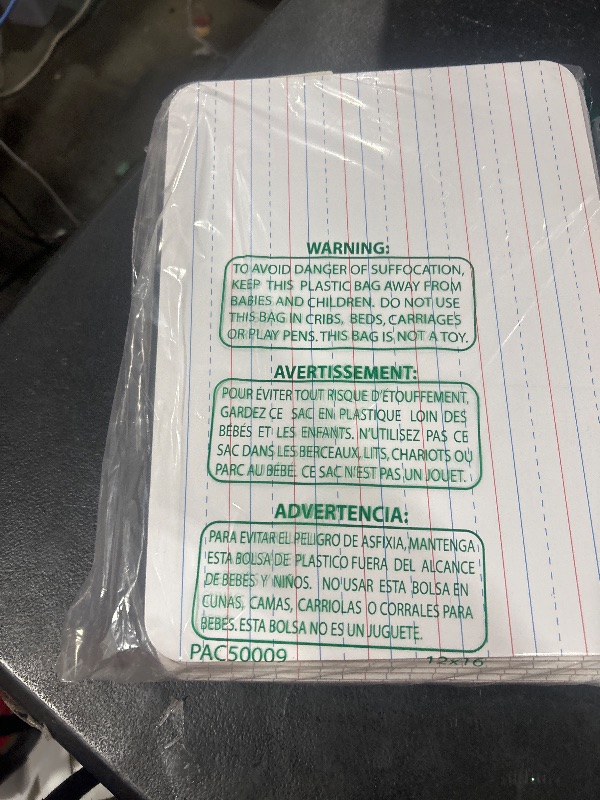 WARNING:
TO AVOID DANGER OF SUFFOCATION,
KEEP THIS PLASTIC BAG AWAY FROM
BABIES AND CHILDREN. DO NOT USE
THIS BAG IN CRIBS, BEDS, CARRIAGES
OR PLAY PENS. THIS BAG IS NOT A TOY.
AVERTISSEMENT:
POUR ÉVITER TOUT RISQUE D'ÉTOUFFEMENT,
GARDEZ CE SAC EN PLASTIQUE LOIN DES
BÉBÉS ET LES ENFANTS. N'UTILISEZ PAS CE
SAC DANS LES BERCEAUX, LITS, CHARIOTS OÙ
PARC AU BÉBÉ. CE SAC N'EST PAS UN JOUET.
ADVERTENCIA:
PARA EVITAR EL PELIGRO DE ASFIXIA, MANTENGA
ESTA BOLSA DE PLASTICO FUERA DEL ALCANCE
DE BEBES Y NIÑOS. NO USAR ESTA BOLSA EN
CUNAS, CAMAS, CARRIOLAS O CORRALES PARA
BEBES. ESTA BOLSA NO ES UN JUGUETE.
PAC50009
12x16